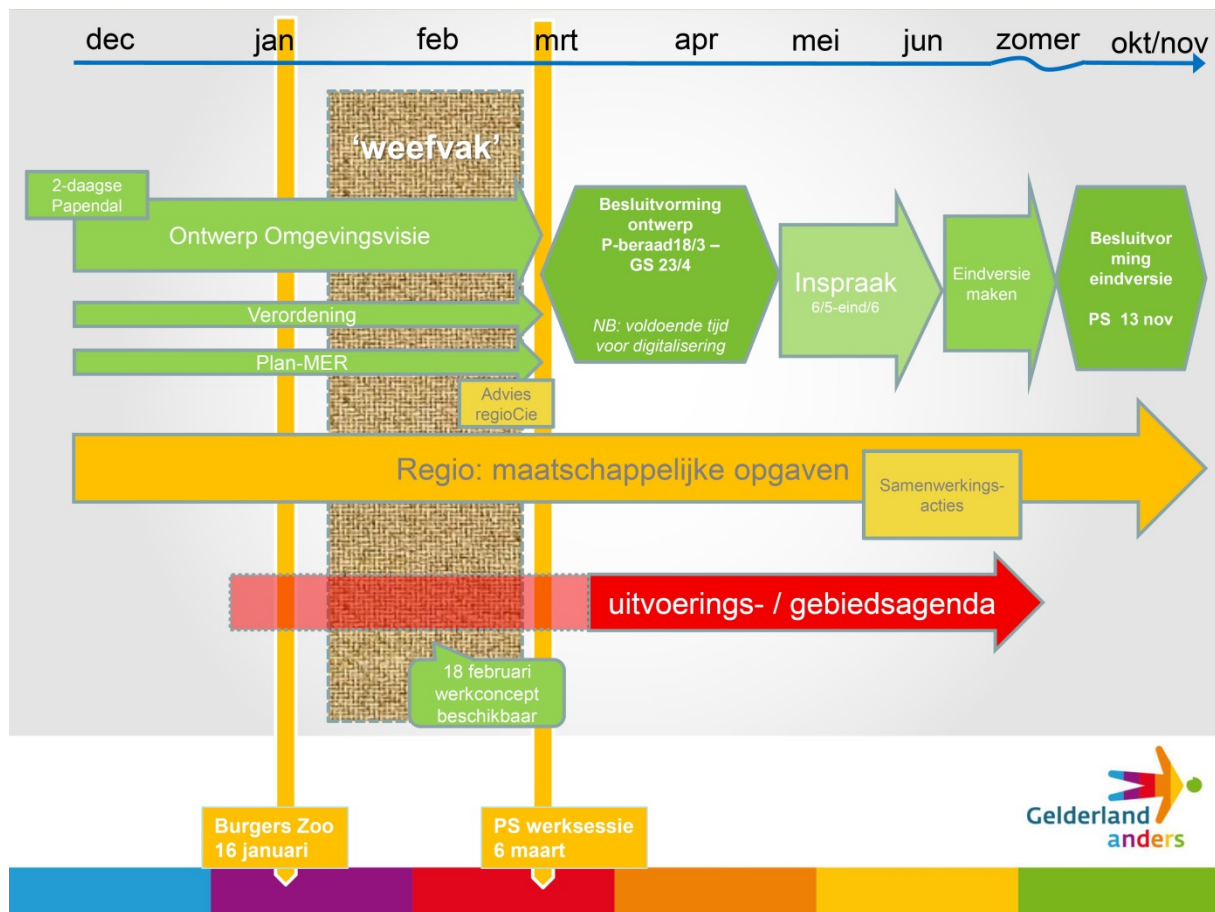 dec jan feb mrt apr mei jun zomer okt/nov
'weefvak'
2-daagse
Papendal
Ontwerp Omgevingsvisie
Verordening
Plan-MER
Besluitvorming
ontwerp
P-beraad18/3 –
GS 23/4
NB: voldoende tijd
voor digitalisering
Inspraak
6/5-eind/6
Eindversie
maken
Besluitvor
ming
eindversie
PS 13 nov
Advies
regioCie
Regio: maatschappelijke opgaven
Samenwerkings-
acties
uitvoerings- / gebiedsagenda
18 februari
werkconcept
beschikbaar
Burgers Zoo
16 januari
PS werksessie
6 maart
Gelderland
anders